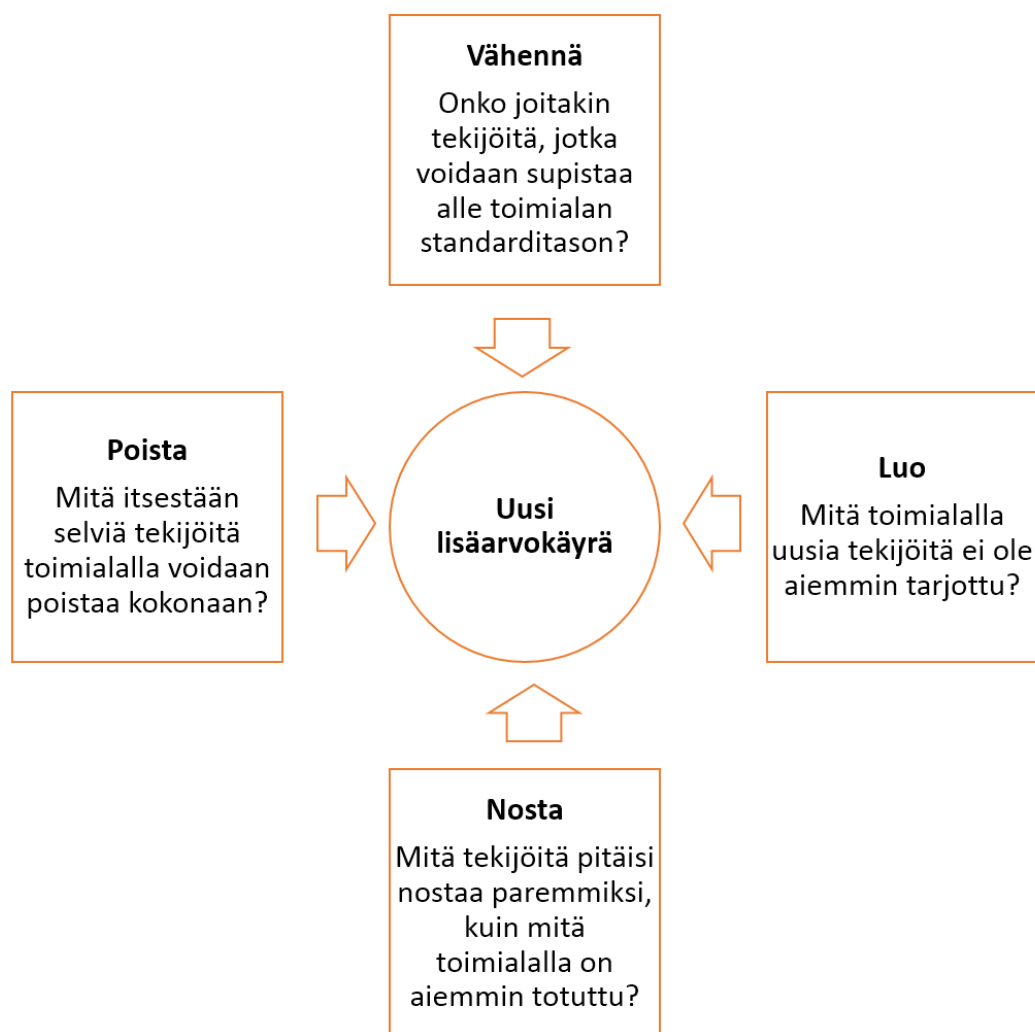 Vähennä
Onko joitakin
tekijöitä, jotka
voidaan supistaa
alle toimialan
standarditason?
Poista
Mitä itsestään
selviä tekijöitä
toimialalla voidaan
poistaa kokonaan?
Uusi
lisäarvokäyrä
Luo
Mitä toimialalla
uusia tekijöitä ei ole
aiemmin tarjottu?
Nosta
Mitä tekijöitä pitäisi
nostaa paremmiksi,
kuin mitä
toimialalla on
aiemmin totuttu?